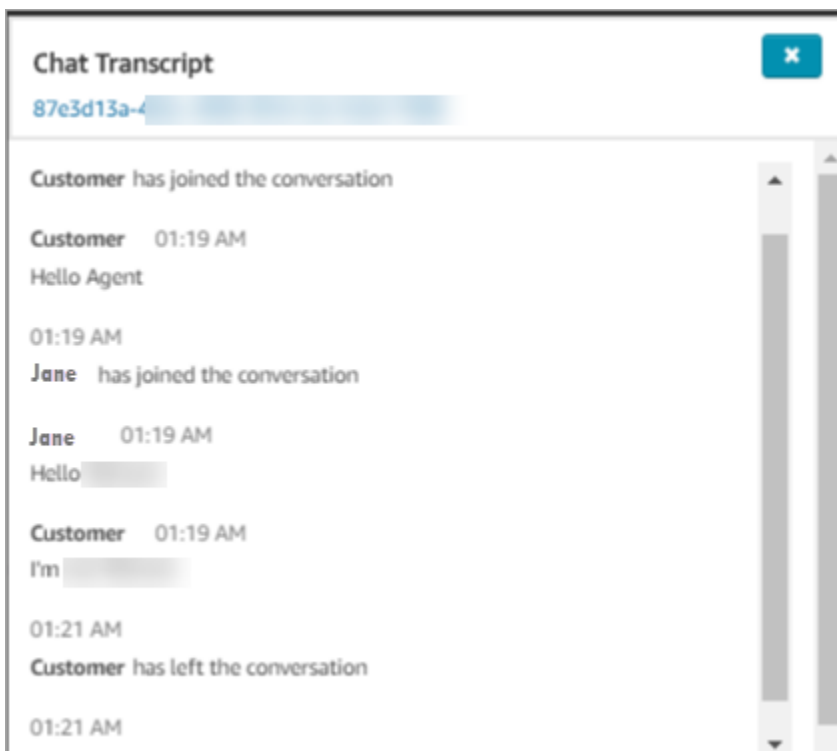 Chat Transcript
87e3d13a-4
Customer has joined the conversation
Customer 01:19 AM
Hello Agent
01:19 AM
Jane has joined the conversation
Jane 01:19 AM
Hello
Customer 01:19 AM
I'm
01:21 AM
Customer has left the conversation
01:21 AM